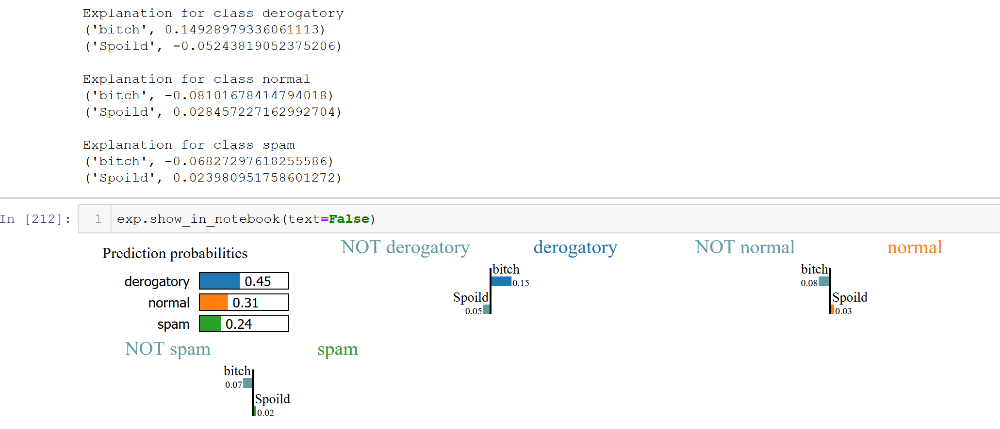 Explanation for class derogatory
('bitch', 0.14928979336061113)
('Spoild', -0.05243819052375206)
Explanation for class normal
('bitch', -0.08101678414794018)
('Spoild', 0.028457227162992704)
Explanation for class spam
('bitch', -0.06827297618255586)
('Spoild', 0.023980951758601272)
In [212]: 1 exp.show_in_notebook(text=False)
Prediction probabilities
derogatory 0.45
normal 0.31
spam 0.24
NOT derogatory derogatory
bitch
0.15
Spoild
0.05
NOT normal normal
bitch
0.08
Spoild
0.03
NOT spam spam
bitch
0.07
Spoild
0.02